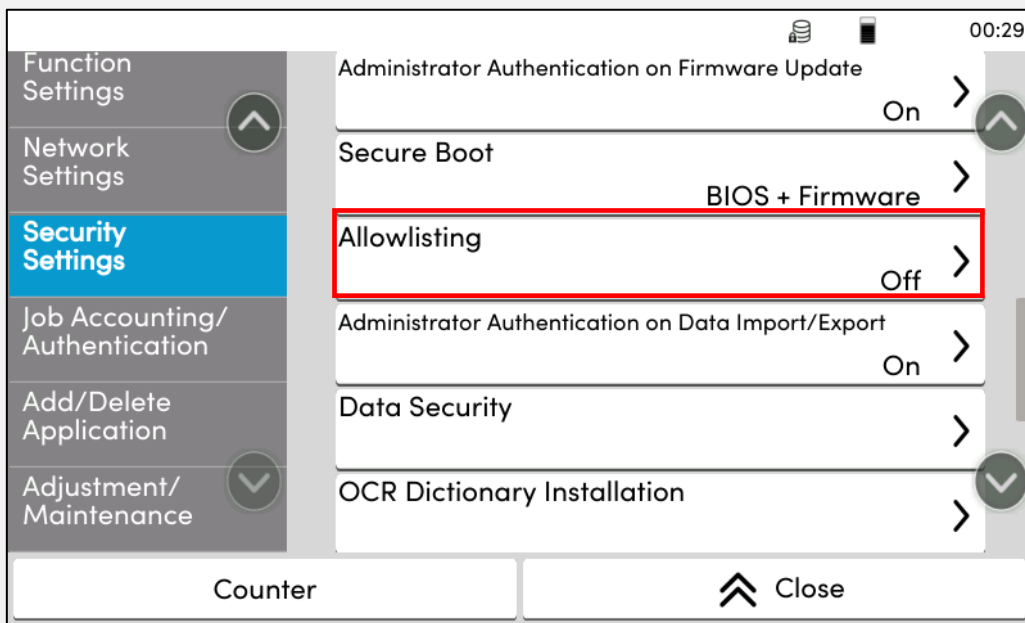 00:29
Function
Settings
Network
Settings
Security
Settings
Job Accounting/
Authentication
Add/Delete
Application
Adjustment/
Maintenance
Administrator Authentication on Firmware Update
On
Secure Boot
BIOS + Firmware
Allowlisting
Off
Administrator Authentication on Data Import/Export
On
Data Security
OCR Dictionary Installation
Counter
Close